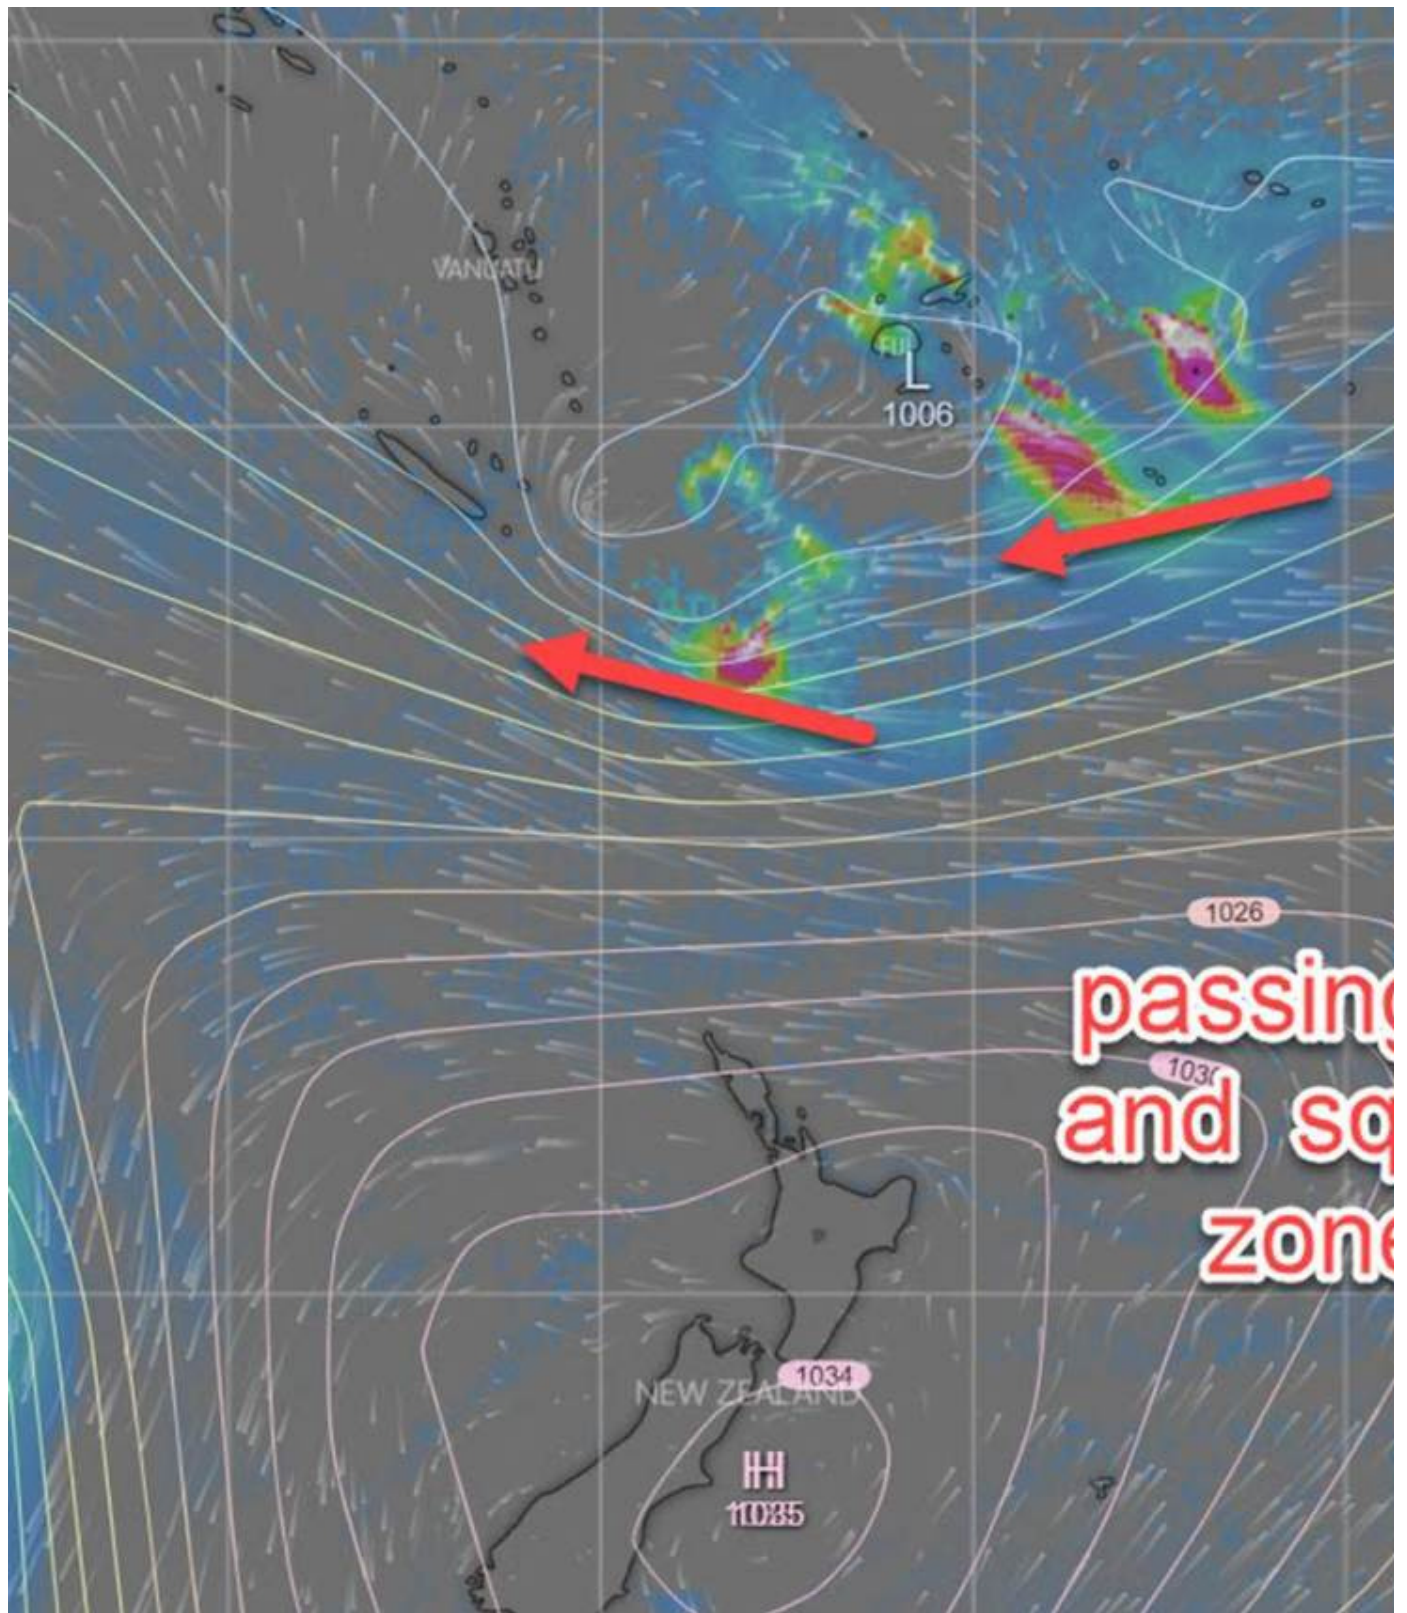 VANUATU
FIJI
L
1006
1026
passing
1030
and sq
zone
1034
NEW ZEALAND
H
1035